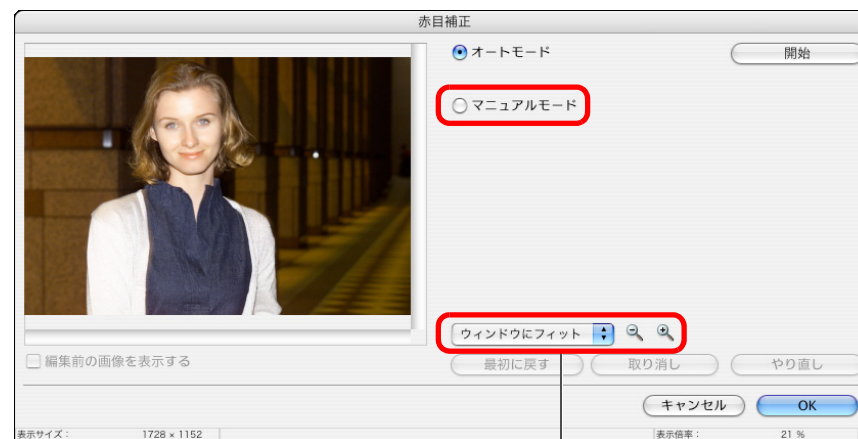 赤目補正
オートモード
開始
マニュアルモード
ウィンドウにフィット
編集前の画像を表示する
最初に戻す 取り消し やり直し
キャンセル OK
表示サイズ： 1728 × 1152 表示倍率： 21 %